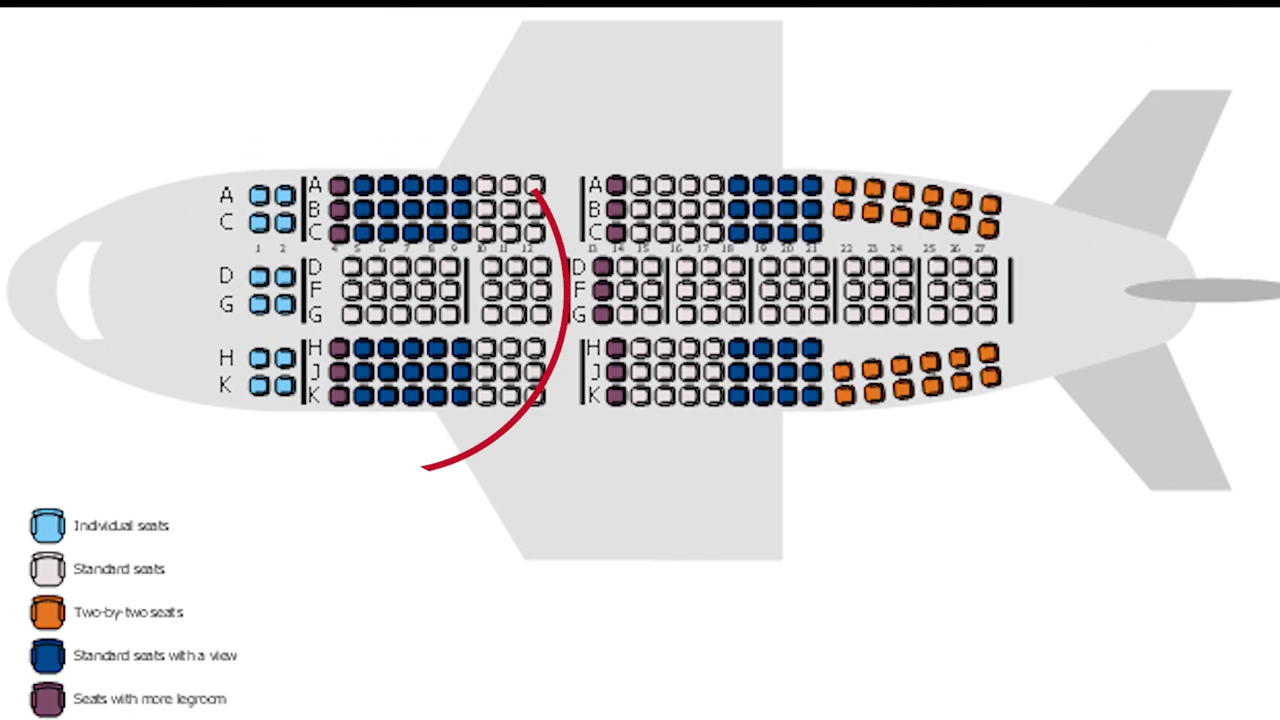 A
C
D
G
H
K
A
B
C
D
F
G
H
J
K
1 2 4 5 6 7 8 9 10 11 12 13 14 15 16 17 18 19 20 21 22 23 24 25 26 27
A
B
C
D
F
G
H
J
K
Individual seats
Standard seats
Two-by-two seats
Standard seats with a view
Seats with more legroom